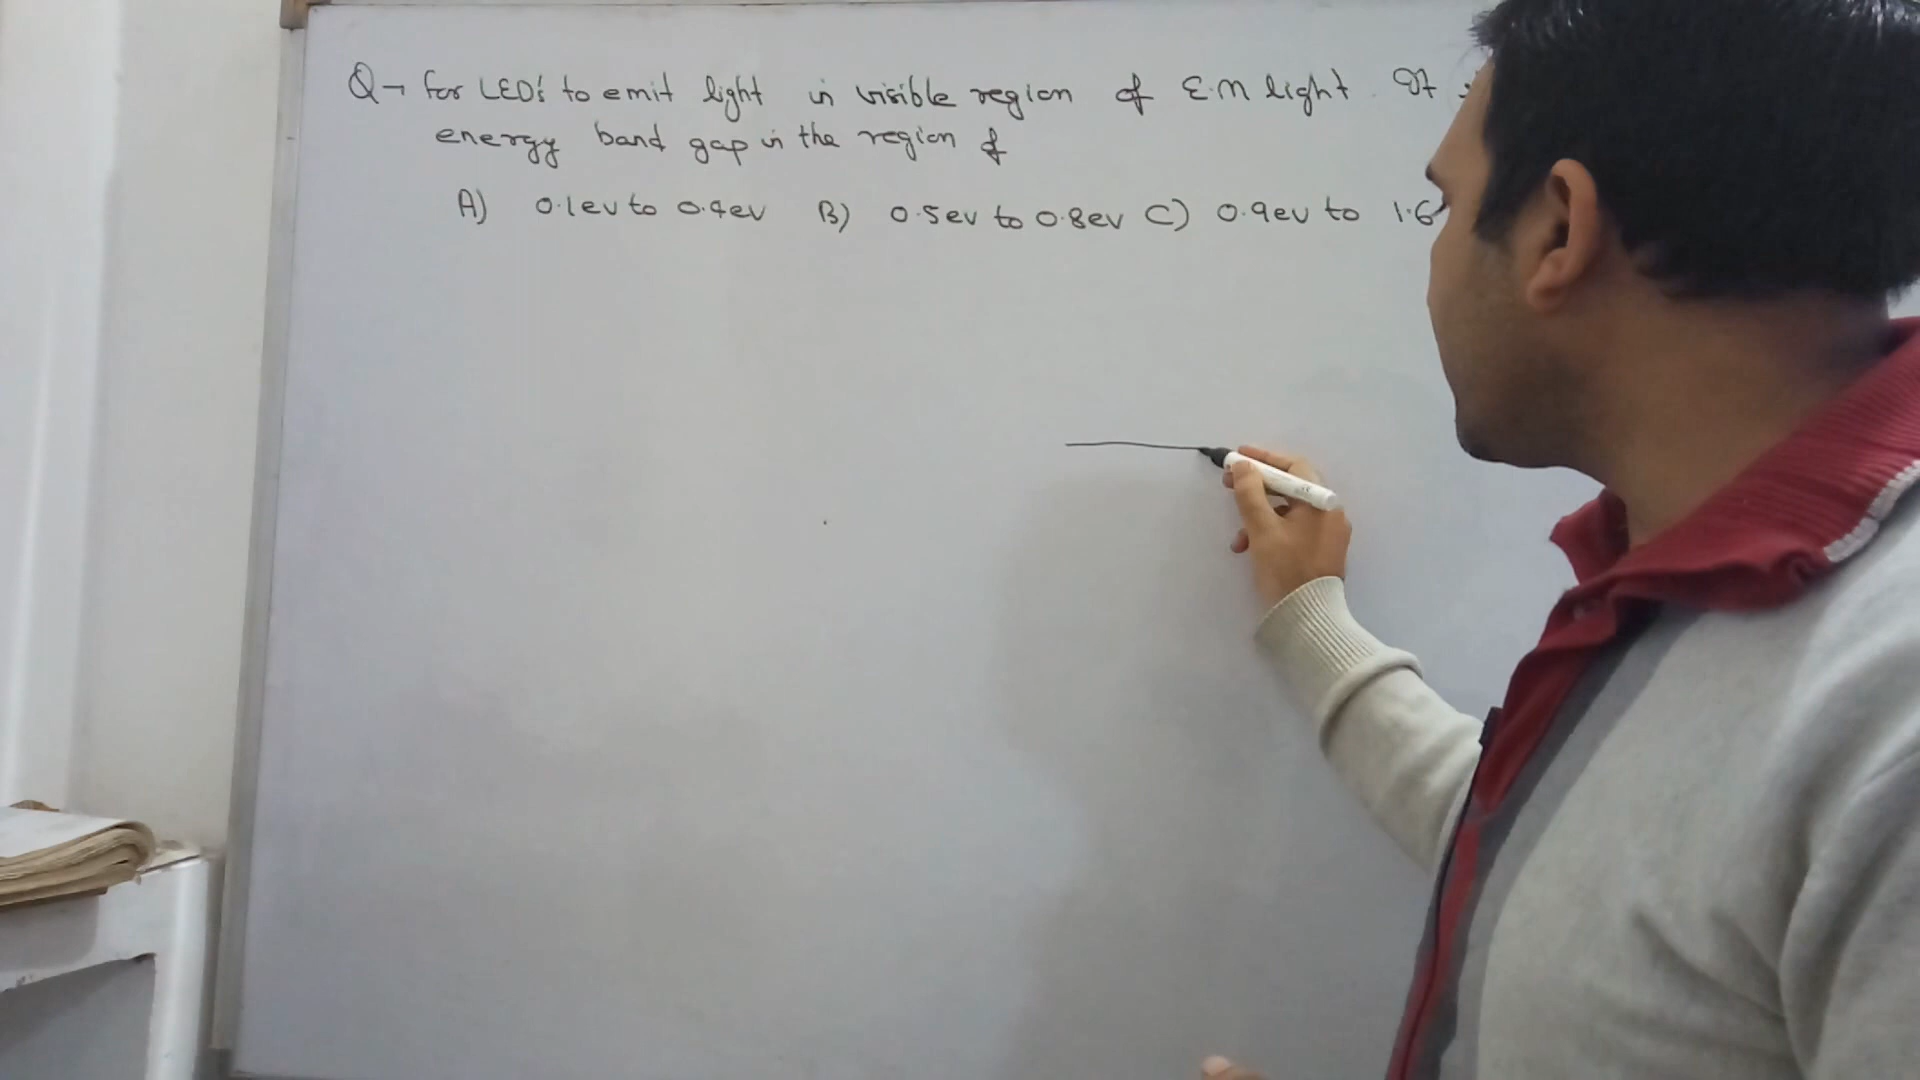 Q→ for LED's to emit light in visible region of E.M light. It
energy band gap in the region of
A) 0.1ev to 0.4ev B) 0.5ev to 0.8ev C) 0.9ev to 1.6